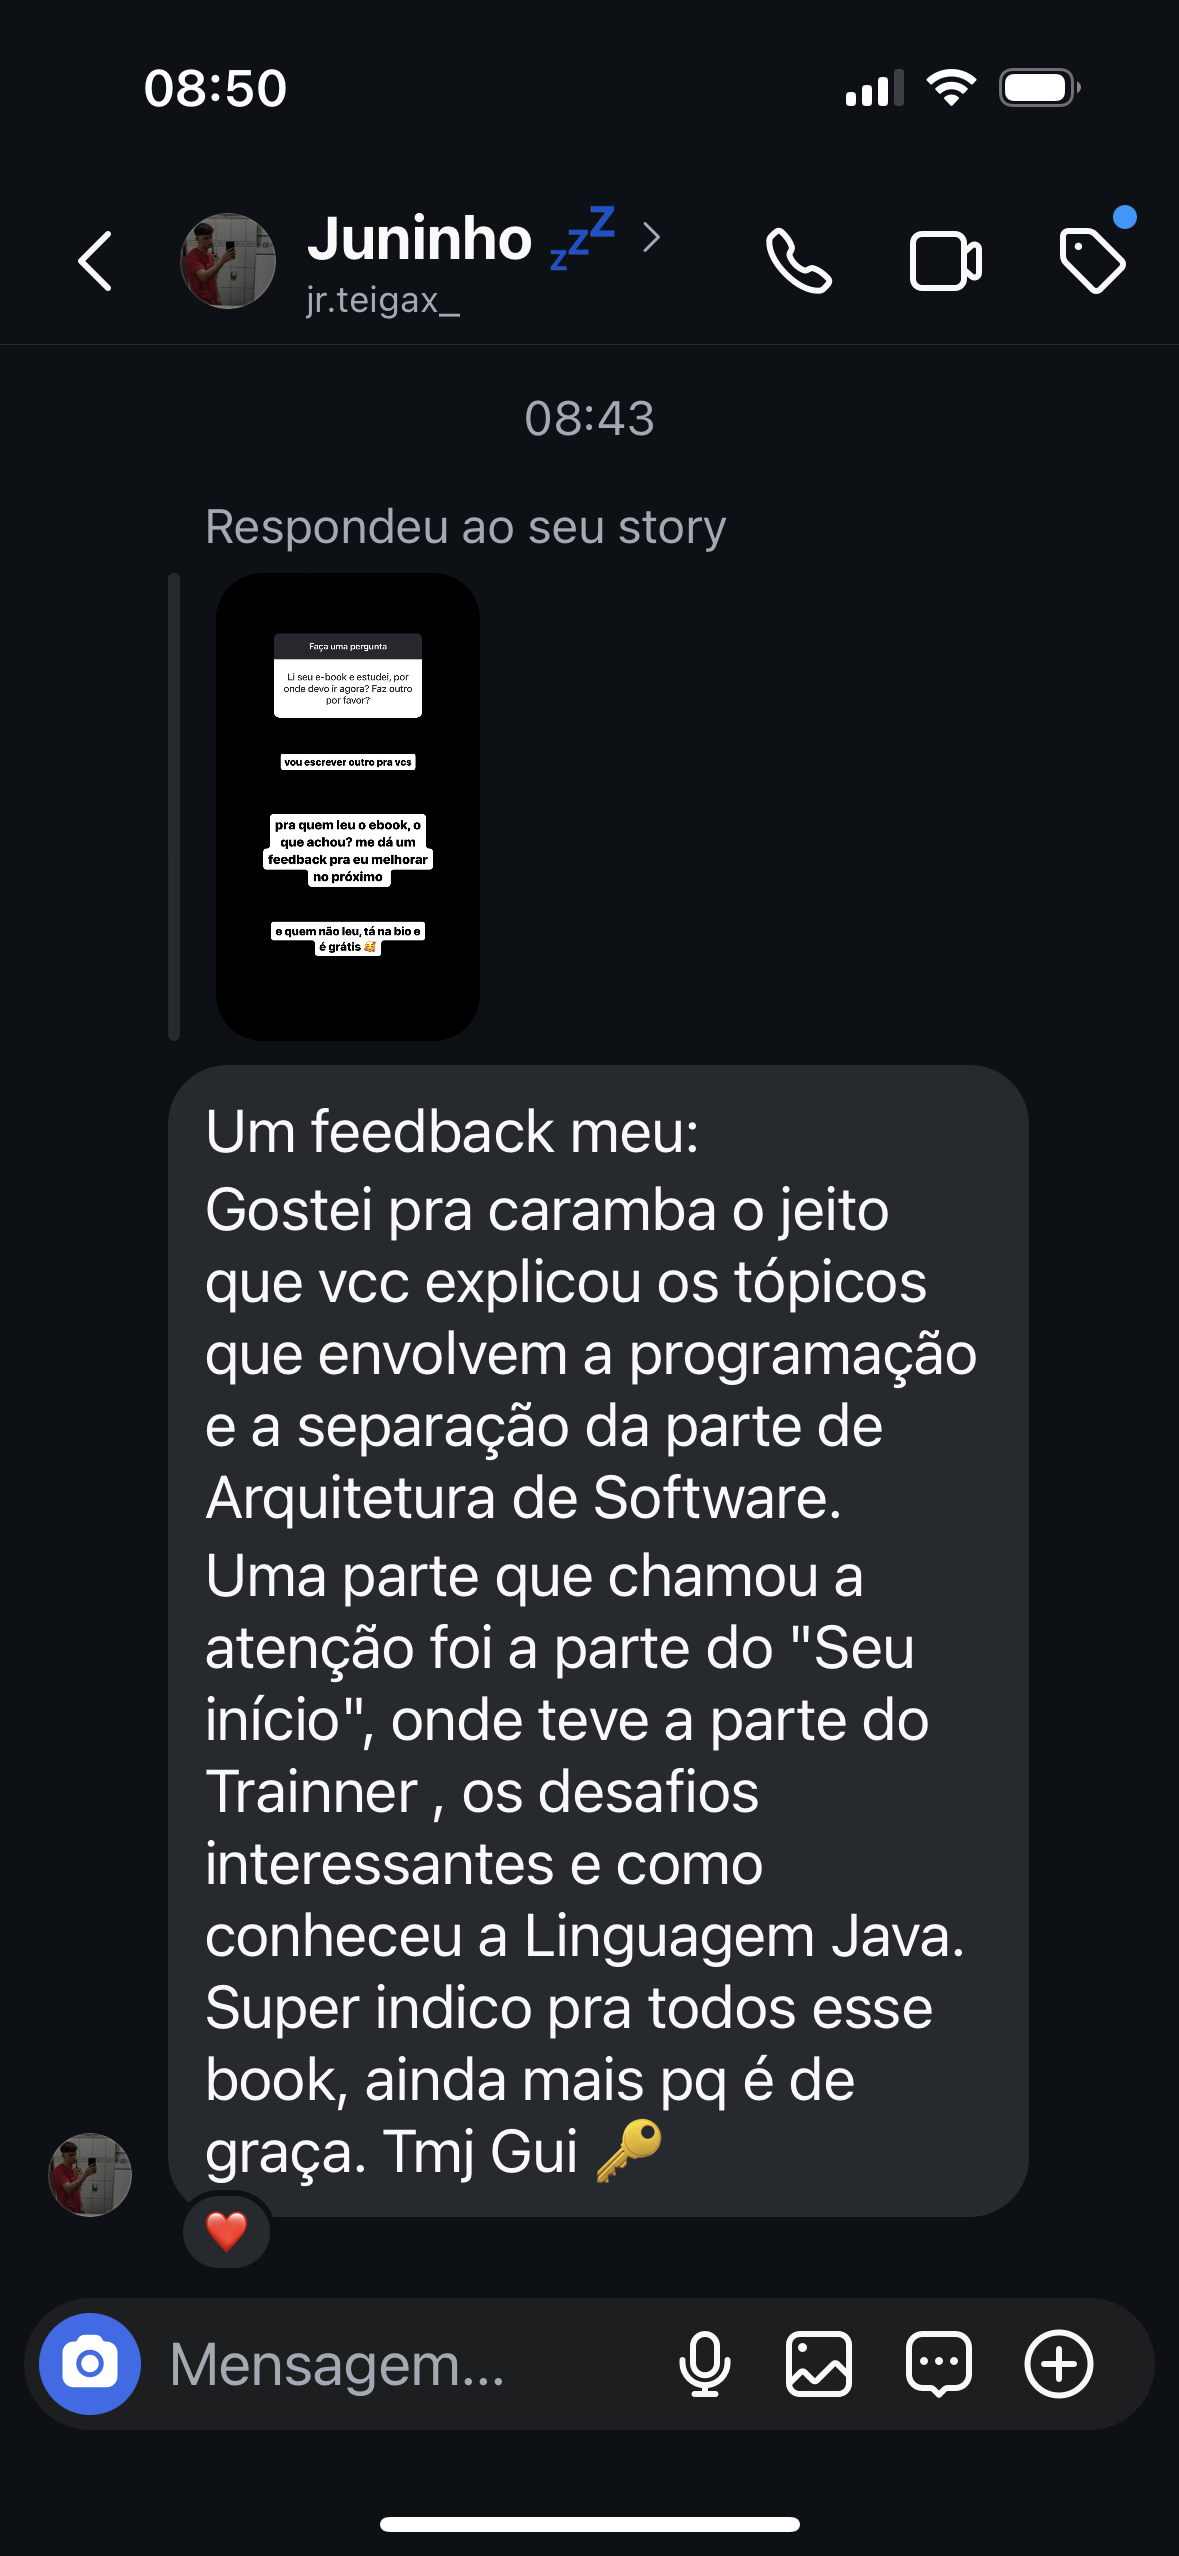 08:50
Juninho 💤
jr.teigax_
08:43
Respondeu ao seu story
Faça uma pergunta
Li seu e-book e estudei, por
onde devo ir agora? Faz outro
por favor?
vou escrever outro pra vcs
pra quem leu o ebook, o
que achou? me dá um
feedback pra eu melhorar
no próximo
e quem não leu, tá na bio e
é grátis 🥰
Um feedback meu:
Gostei pra caramba o jeito
que vcc explicou os tópicos
que envolvem a programação
e a separação da parte de
Arquitetura de Software.
Uma parte que chamou a
atenção foi a parte do "Seu
início", onde teve a parte do
Trainner , os desafios
interessantes e como
conheceu a Linguagem Java.
Super indico pra todos esse
book, ainda mais pq é de
graça. Tmj Gui 🔑
❤️
Mensagem...